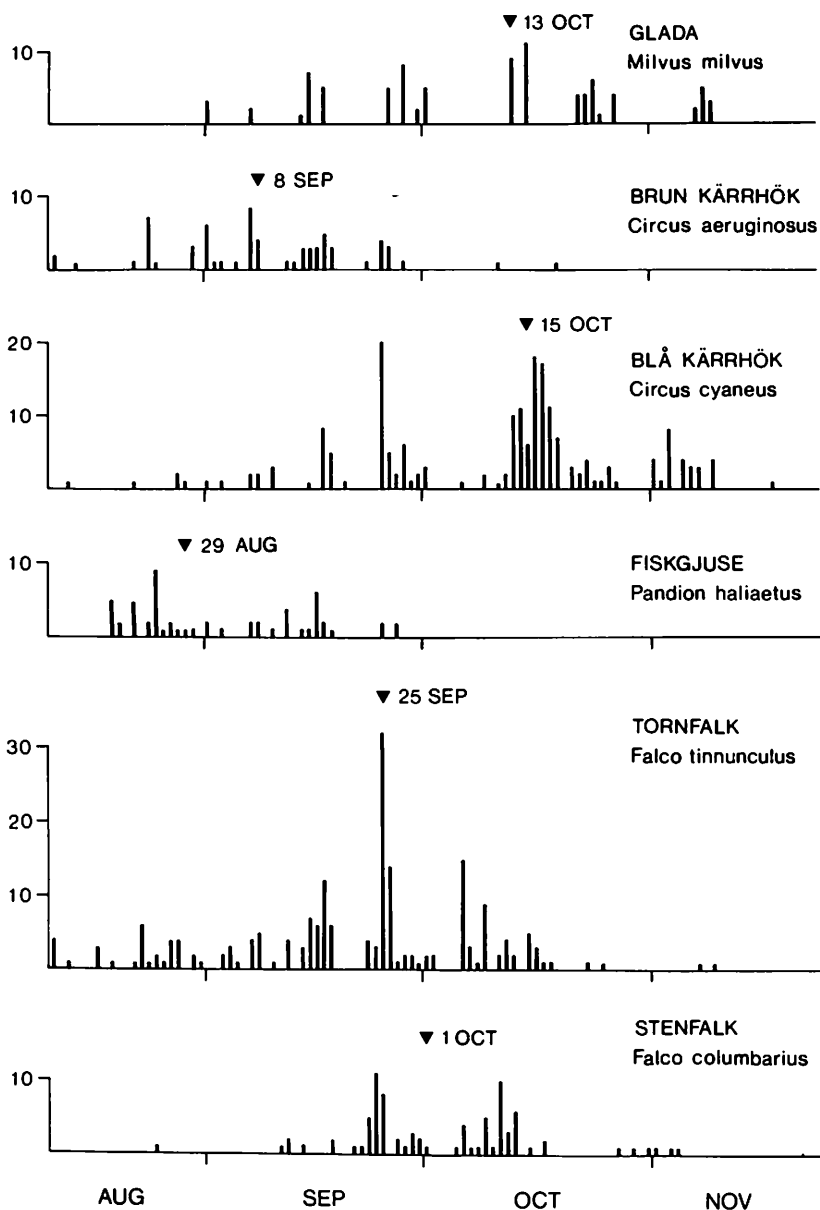 ▼ 13 OCT
GLADA
Milvus milvus
10
▼ 8 SEP
BRUN KÄRRHÖK
Circus aeruginosus
10
▼ 15 OCT
BLÅ KÄRRHÖK
Circus cyaneus
20
10
▼ 29 AUG
FISKGJUSE
Pandion haliaetus
10
▼ 25 SEP
TORNFALK
Falco tinnunculus
30
20
10
▼ 1 OCT
STENFALK
Falco columbarius
10
AUG SEP OCT NOV